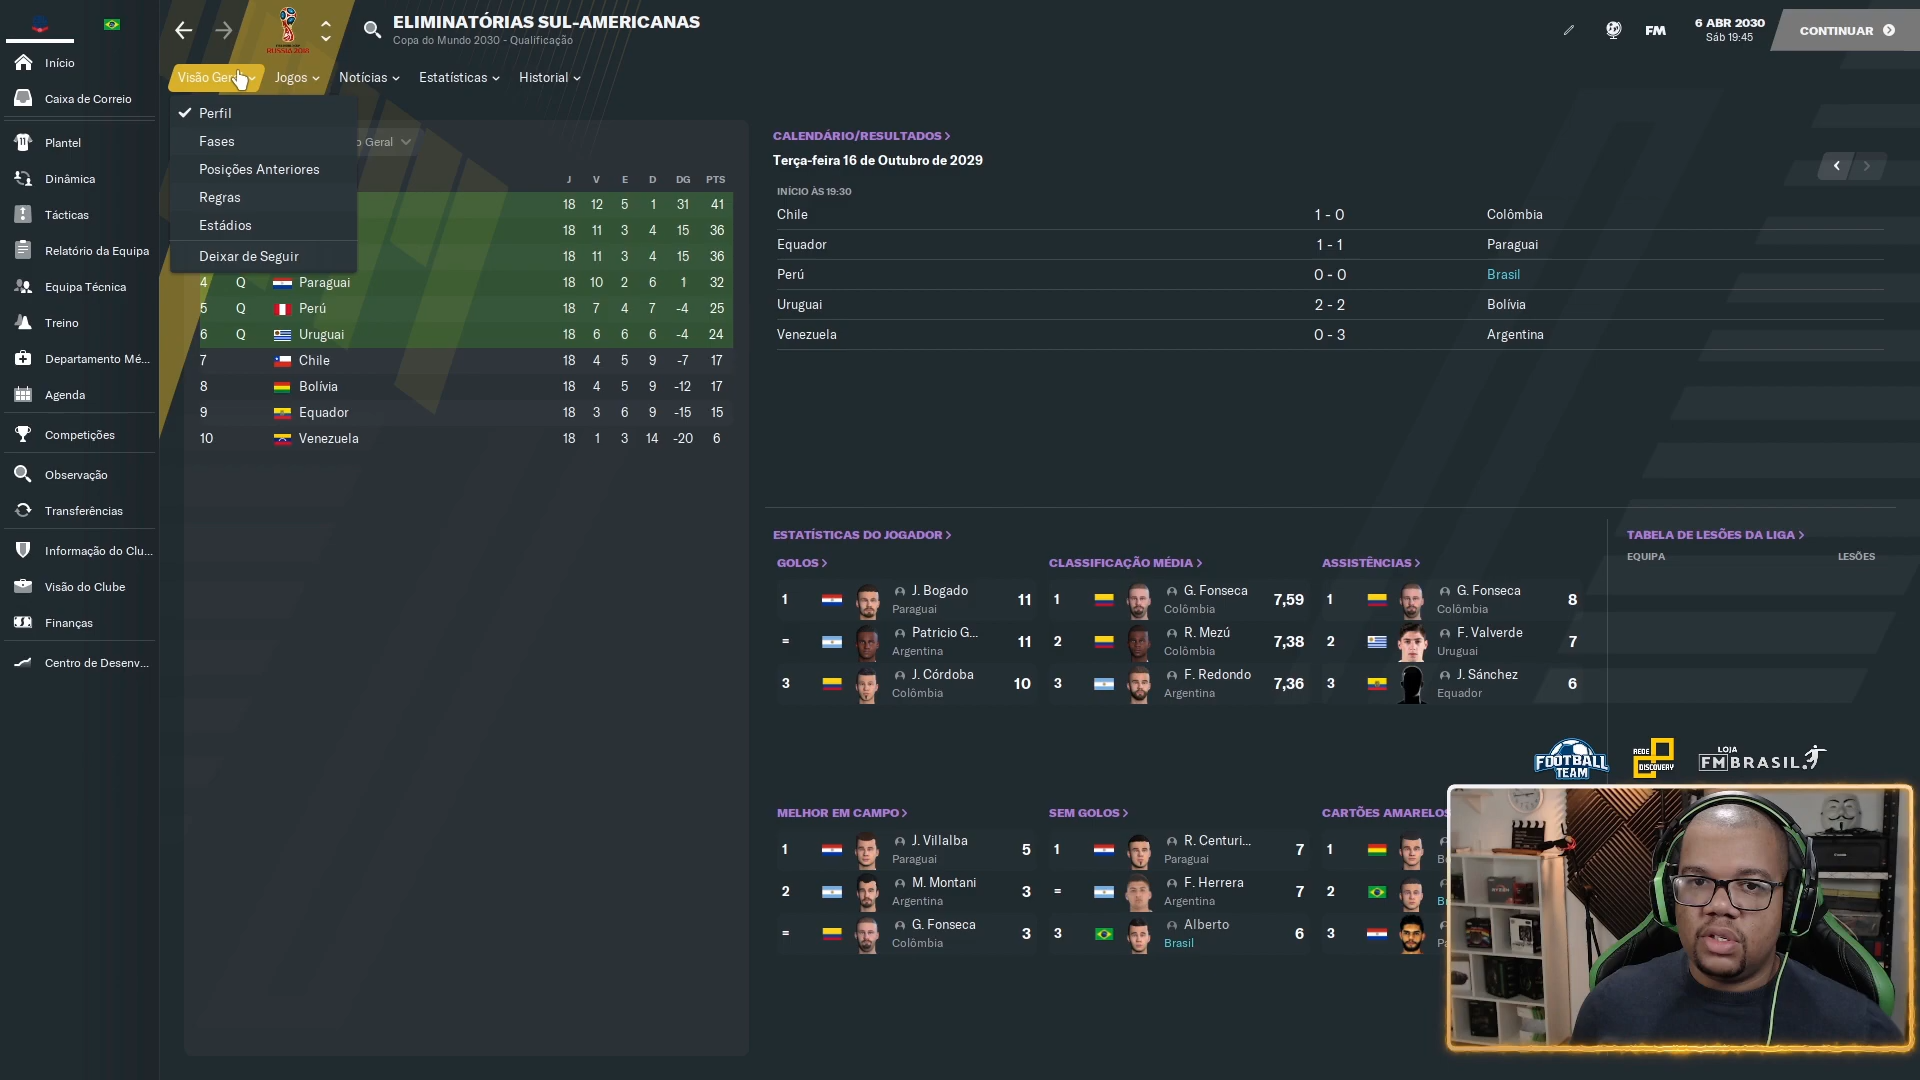 ELIMINATÓRIAS SUL-AMERICANAS
Copa do Mundo 2030 - Qualificação
RUSSIA 2018
FM
6 ABR 2030
Sáb 19:45
CONTINUAR
Visão Ger
Jogos
Notícias
Estatísticas
Historial
Início
Caixa de Correio
Plantel
Dinâmica
Tácticas
Relatório da Equipa
Equipa Técnica
Treino
Departamento Mé...
Agenda
Competições
Observação
Transferências
Informação do Clu...
Visão do Clube
Finanças
Centro de Desenv...
Perfil
Fases
Posições Anteriores
Regras
Estádios
Deixar de Seguir
o Geral
J V E D DG PTS
18 12 5 1 31 41
18 11 3 4 15 36
18 11 3 4 15 36
4 Q Paraguai 18 10 2 6 1 32
5 Q Perú 18 7 4 7 -4 25
6 Q Uruguai 18 6 6 6 -4 24
7 Chile 18 4 5 9 -7 17
8 Bolívia 18 4 5 9 -12 17
9 Equador 18 3 6 9 -15 15
10 Venezuela 18 1 3 14 -20 6
CALENDÁRIO/RESULTADOS
Terça-feira 16 de Outubro de 2029
INÍCIO ÀS 19:30
Chile 1 - 0 Colômbia
Equador 1 - 1 Paraguai
Perú 0 - 0 Brasil
Uruguai 2 - 2 Bolívia
Venezuela 0 - 3 Argentina
ESTATÍSTICAS DO JOGADOR
GOLOS
1 J. Bogado 11
Paraguai
= Patricio G... 11
Argentina
3 J. Córdoba 10
Colômbia
CLASSIFICAÇÃO MÉDIA
1 G. Fonseca 7,59
Colômbia
2 R. Mezú 7,38
Colômbia
3 F. Redondo 7,36
Argentina
ASSISTÊNCIAS
1 G. Fonseca 8
Colômbia
2 F. Valverde 7
Uruguai
3 J. Sánchez 6
Equador
TABELA DE LESÕES DA LIGA
EQUIPA LESÕES
MELHOR EM CAMPO
1 J. Villalba 5
Paraguai
2 M. Montani 3
Argentina
= G. Fonseca 3
Colômbia
SEM GOLOS
1 R. Centuri... 7
Paraguai
= F. Herrera 7
Argentina
3 Alberto 6
Brasil
CARTÕES AMARELOS
1
2
3
FOOTBALL
TEAM
REDE
DISCOVERY
LOJA
FMBRASIL.